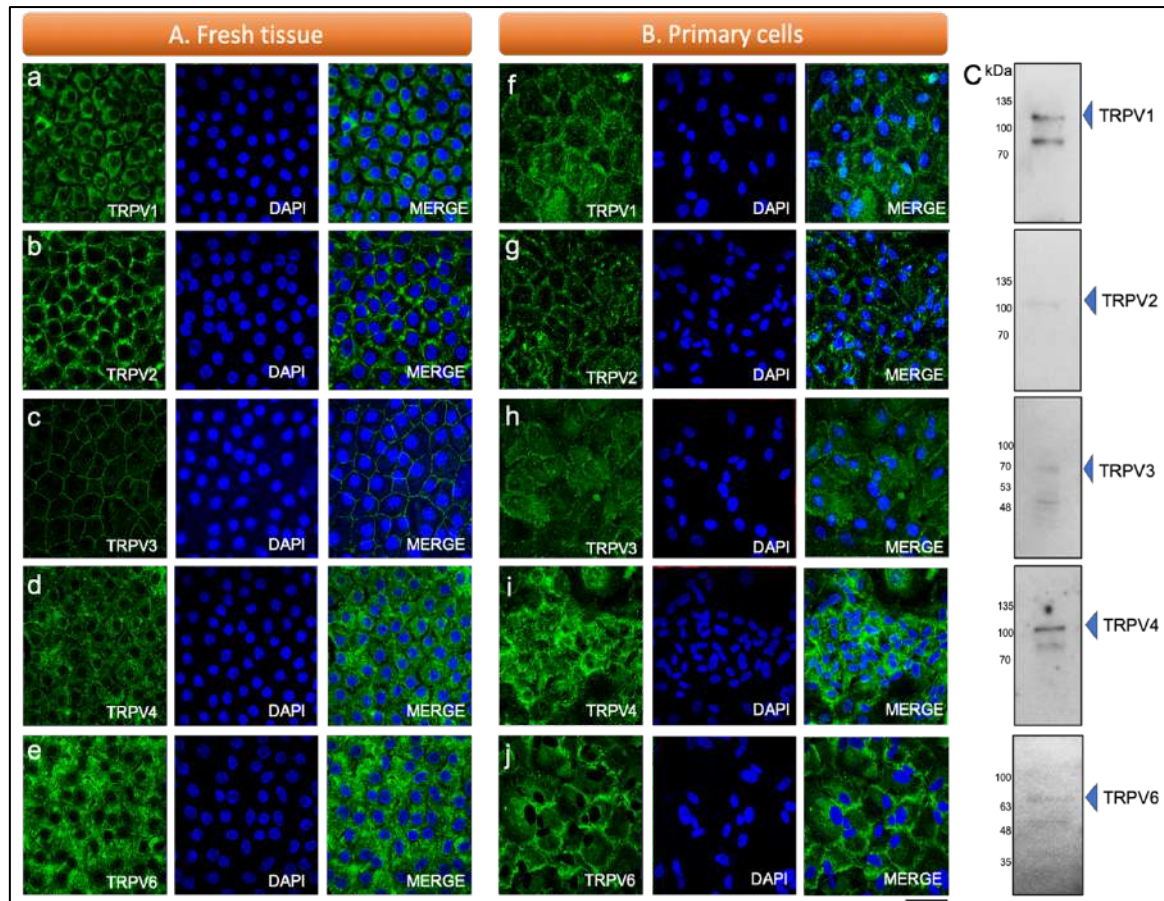 A. Fresh tissue
B. Primary cells
a
TRPV1
DAPI
MERGE
f
TRPV1
DAPI
MERGE
C
kDa
135
100
70
TRPV1
b
TRPV2
DAPI
MERGE
g
TRPV2
DAPI
MERGE
135
100
70
TRPV2
c
TRPV3
DAPI
MERGE
h
TRPV3
DAPI
MERGE
100
70
53
48
TRPV3
d
TRPV4
DAPI
MERGE
i
TRPV4
DAPI
MERGE
135
100
70
TRPV4
e
TRPV6
DAPI
MERGE
j
TRPV6
DAPI
MERGE
100
63
48
35
TRPV6